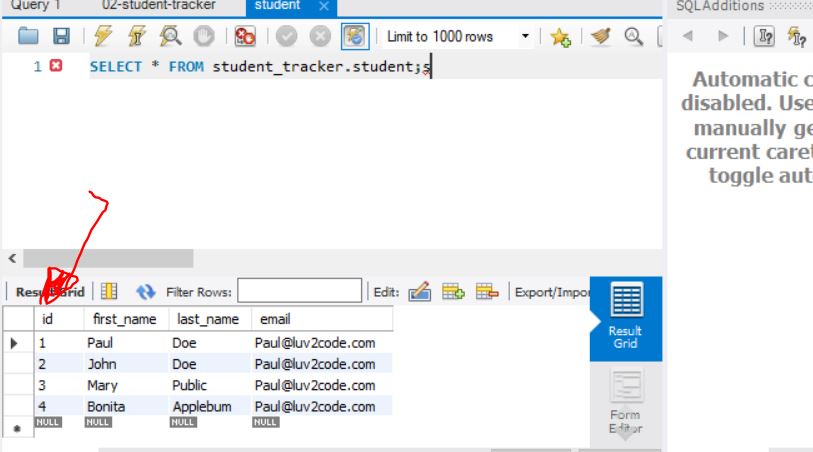 Query 1 02-student-tracker student SQLAdditions
Limit to 1000 rows
1 SELECT * FROM student_tracker.student;s
Automatic c
disabled. Use
manually ge
current caret
toggle aut
Result Grid Filter Rows: Edit: Export/Impor
id first_name last_name email
1 Paul Doe Paul@luv2code.com
2 John Doe Paul@luv2code.com
3 Mary Public Paul@luv2code.com
4 Bonita Applebum Paul@luv2code.com
NULL NULL NULL NULL
Result
Grid
Form
Editor